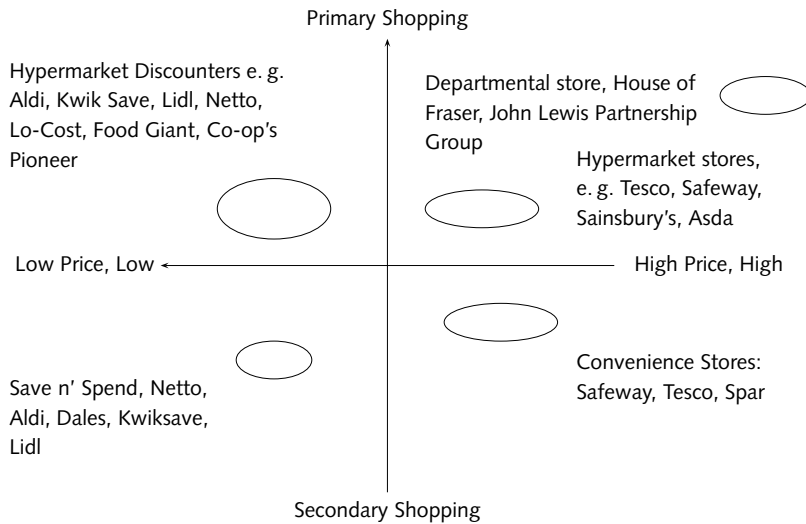 Primary Shopping
Hypermarket Discounters e. g.
Aldi, Kwik Save, Lidl, Netto,
Lo-Cost, Food Giant, Co-op's
Pioneer
Departmental store, House of
Fraser, John Lewis Partnership
Group
Hypermarket stores,
e. g. Tesco, Safeway,
Sainsbury's, Asda
Low Price, Low
High Price, High
Save n' Spend, Netto,
Aldi, Dales, Kwiksave,
Lidl
Convenience Stores:
Safeway, Tesco, Spar
Secondary Shopping